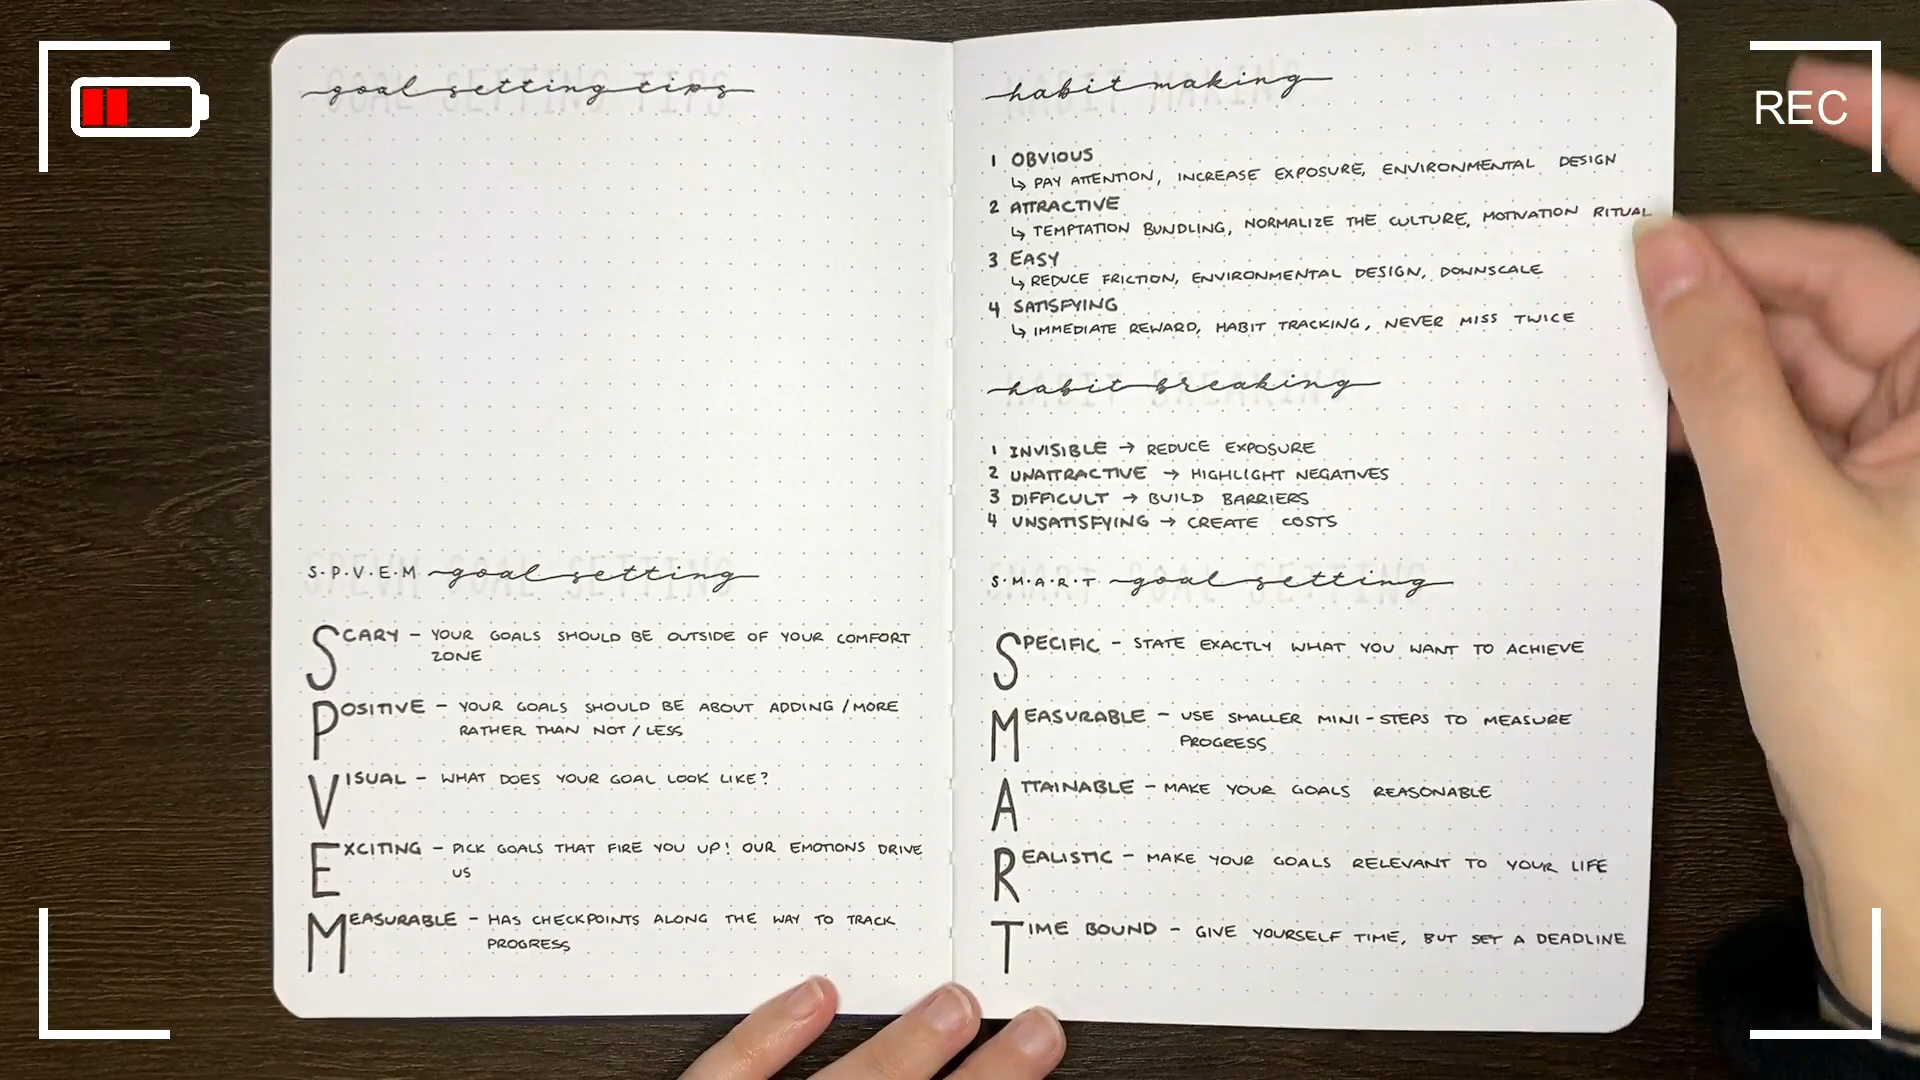 REC
goal setting tips
S.P.V.E.M goal setting
SCARY – YOUR GOALS SHOULD BE OUTSIDE OF YOUR COMFORT
ZONE
POSITIVE – YOUR GOALS SHOULD BE ABOUT ADDING / MORE
RATHER THAN NOT / LESS
VISUAL – WHAT DOES YOUR GOAL LOOK LIKE?
EXCITING – PICK GOALS THAT FIRE YOU UP! OUR EMOTIONS DRIVE
US
MEASURABLE – HAS CHECKPOINTS ALONG THE WAY TO TRACK
PROGRESS
habit making
1 OBVIOUS
↳ PAY ATTENTION, INCREASE EXPOSURE, ENVIRONMENTAL DESIGN
2 ATTRACTIVE
↳ TEMPTATION BUNDLING, NORMALIZE THE CULTURE, MOTIVATION RITUAL
3 EASY
↳ REDUCE FRICTION, ENVIRONMENTAL DESIGN, DOWNSCALE
4 SATISFYING
↳ IMMEDIATE REWARD, HABIT TRACKING, NEVER MISS TWICE
habit breaking
1 INVISIBLE → REDUCE EXPOSURE
2 UNATTRACTIVE → HIGHLIGHT NEGATIVES
3 DIFFICULT → BUILD BARRIERS
4 UNSATISFYING → CREATE COSTS
S.M.A.R.T goal setting
SPECIFIC – STATE EXACTLY WHAT YOU WANT TO ACHIEVE
MEASURABLE – USE SMALLER MINI-STEPS TO MEASURE
PROGRESS
ATTAINABLE – MAKE YOUR GOALS REASONABLE
REALISTIC – MAKE YOUR GOALS RELEVANT TO YOUR LIFE
TIME BOUND – GIVE YOURSELF TIME, BUT SET A DEADLINE